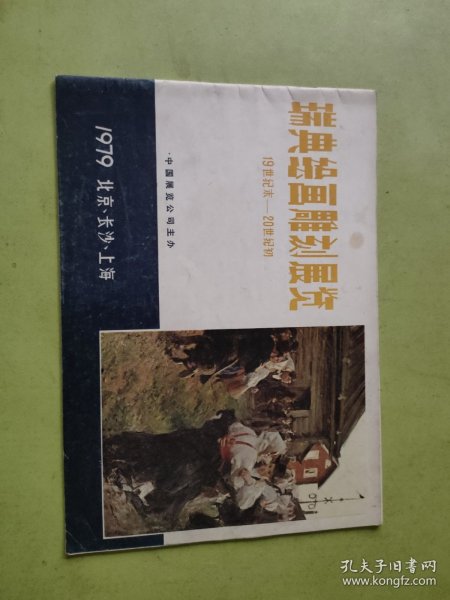 瑞典绘画雕刻展览
19世纪末——20世纪初
·中国展览公司主办
1979 北京、长沙、上海
孔夫子旧书网
www.kongfz.com